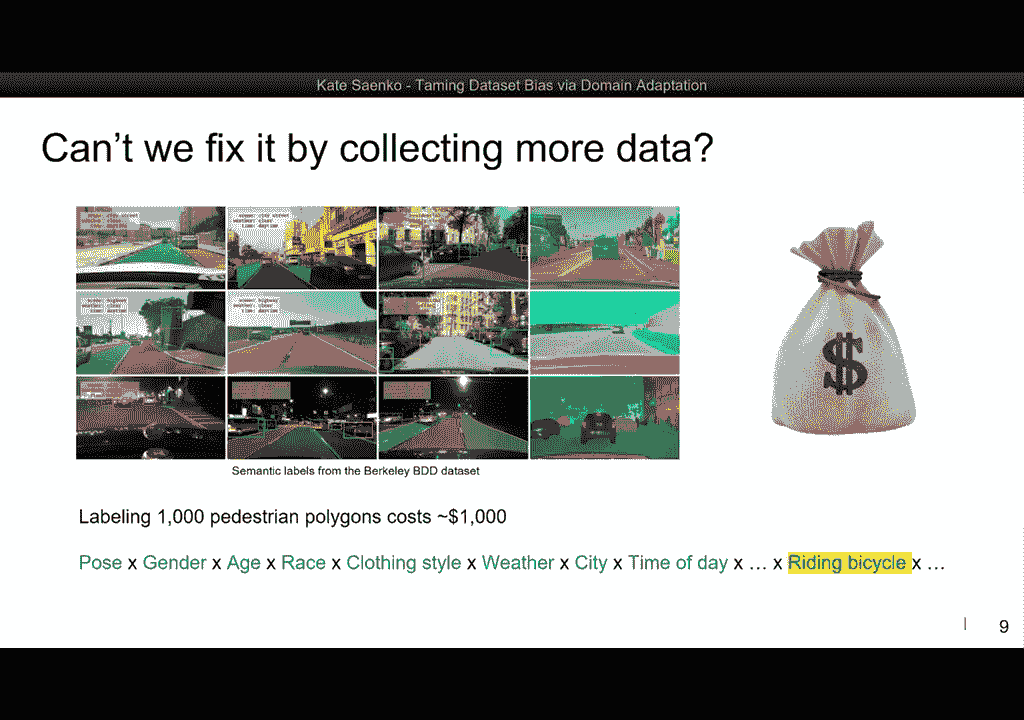 Kate Saenko - Taming Dataset Bias via Domain Adaptation
Can't we fix it by collecting more data?
$
Semantic labels from the Berkeley BDD dataset
Labeling 1,000 pedestrian polygons costs ~$1,000
Pose x Gender x Age x Race x Clothing style x Weather x City x Time of day x … x Riding bicycle x …
9